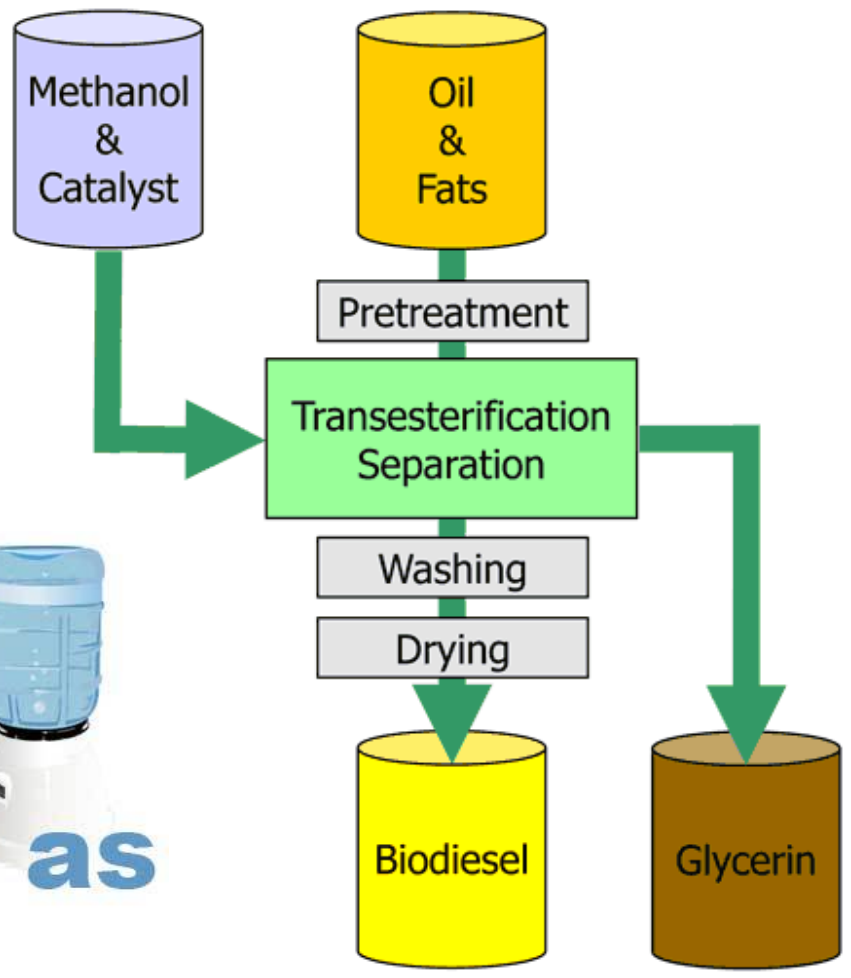 Methanol
&
Catalyst
Oil
&
Fats
Pretreatment
Transesterification
Separation
Washing
Drying
as
Biodiesel
Glycerin